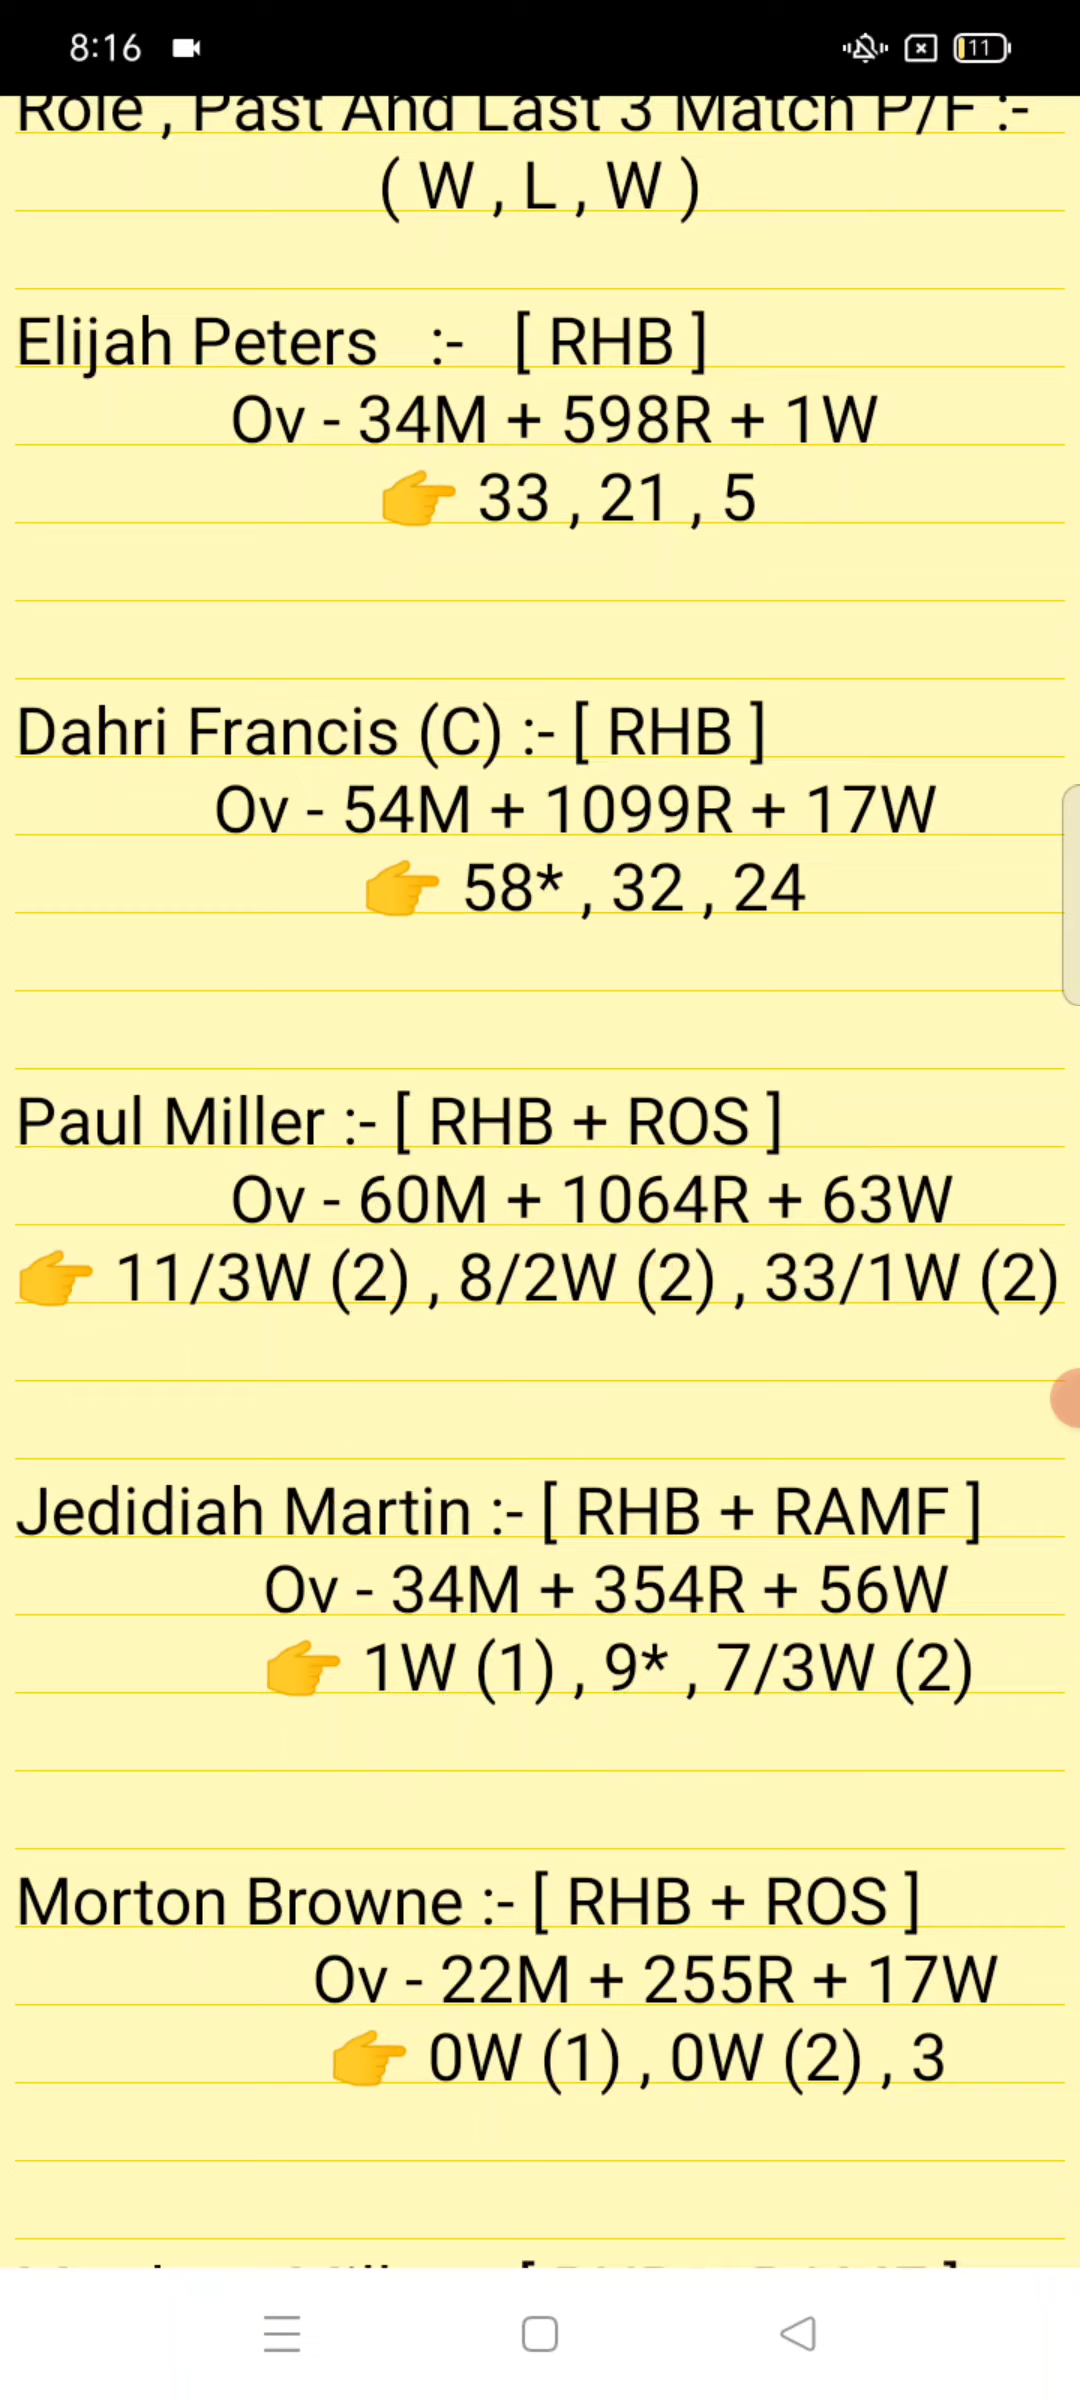 8:16 11
Role , Past And Last 3 Match P/F :-
( W , L , W )
Elijah Peters :- [ RHB ]
Ov - 34M + 598R + 1W
👉 33 , 21 , 5
Dahri Francis (C) :- [ RHB ]
Ov - 54M + 1099R + 17W
👉 58* , 32 , 24
Paul Miller :- [ RHB + ROS ]
Ov - 60M + 1064R + 63W
👉 11/3W (2) , 8/2W (2) , 33/1W (2)
Jedidiah Martin :- [ RHB + RAMF ]
Ov - 34M + 354R + 56W
👉 1W (1) , 9* , 7/3W (2)
Morton Browne :- [ RHB + ROS ]
Ov - 22M + 255R + 17W
👉 0W (1) , 0W (2) , 3